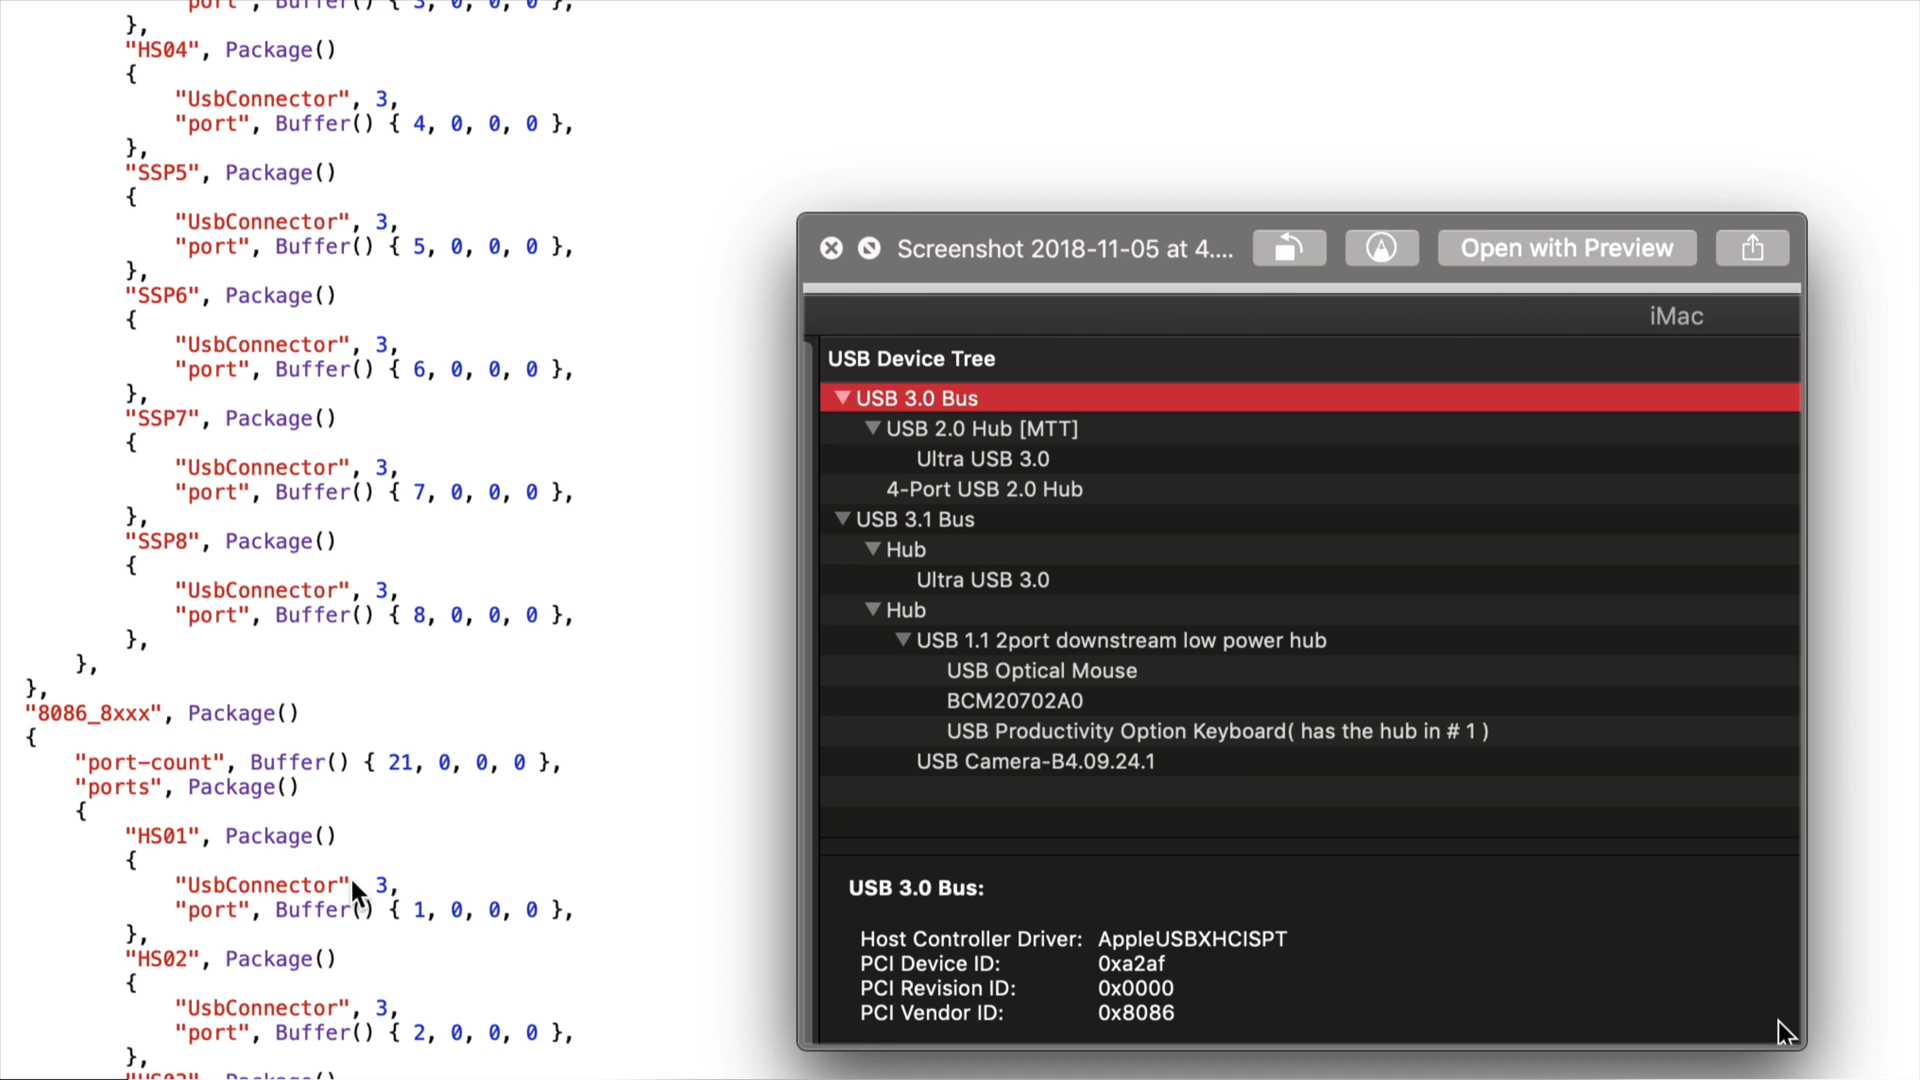 "port", Buffer() { 3, 0, 0, 0 },
},
"HS04", Package()
{
"UsbConnector", 3,
"port", Buffer() { 4, 0, 0, 0 },
},
"SSP5", Package()
{
"UsbConnector", 3,
"port", Buffer() { 5, 0, 0, 0 },
},
"SSP6", Package()
{
"UsbConnector", 3,
"port", Buffer() { 6, 0, 0, 0 },
},
"SSP7", Package()
{
"UsbConnector", 3,
"port", Buffer() { 7, 0, 0, 0 },
},
"SSP8", Package()
{
"UsbConnector", 3,
"port", Buffer() { 8, 0, 0, 0 },
},
},
},
"8086_8xxx", Package()
{
"port-count", Buffer() { 21, 0, 0, 0 },
"ports", Package()
{
"HS01", Package()
{
"UsbConnector", 3,
"port", Buffer() { 1, 0, 0, 0 },
},
"HS02", Package()
{
"UsbConnector", 3,
"port", Buffer() { 2, 0, 0, 0 },
},
"HS03", Package()
Screenshot 2018-11-05 at 4.... Open with Preview
iMac
USB Device Tree
USB 3.0 Bus
USB 2.0 Hub [MTT]
Ultra USB 3.0
4-Port USB 2.0 Hub
USB 3.1 Bus
Hub
Ultra USB 3.0
Hub
USB 1.1 2port downstream low power hub
USB Optical Mouse
BCM20702A0
USB Productivity Option Keyboard( has the hub in # 1 )
USB Camera-B4.09.24.1
USB 3.0 Bus:
Host Controller Driver: AppleUSBXHCISPT
PCI Device ID: 0xa2af
PCI Revision ID: 0x0000
PCI Vendor ID: 0x8086